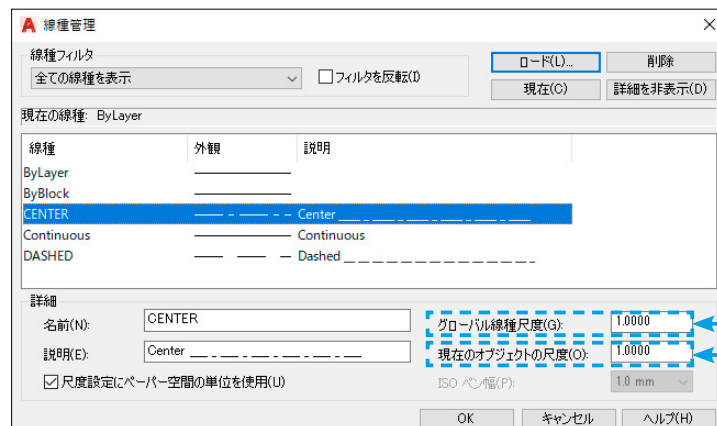 線種管理
線種フィルタ
全ての線種を表示
フィルタを反転(I)
ロード(L)...
削除
現在(C)
詳細を非表示(D)
現在の線種: ByLayer
線種 外観 説明
ByLayer
ByBlock
CENTER Center
Continuous Continuous
DASHED Dashed
詳細
名前(N): CENTER
グローバル線種尺度(G): 1.0000
説明(E): Center
現在のオブジェクトの尺度(O): 1.0000
尺度設定にペーパー空間の単位を使用(U)
ISO ペン幅(P): 1.0 mm
OK キャンセル ヘルプ(H)